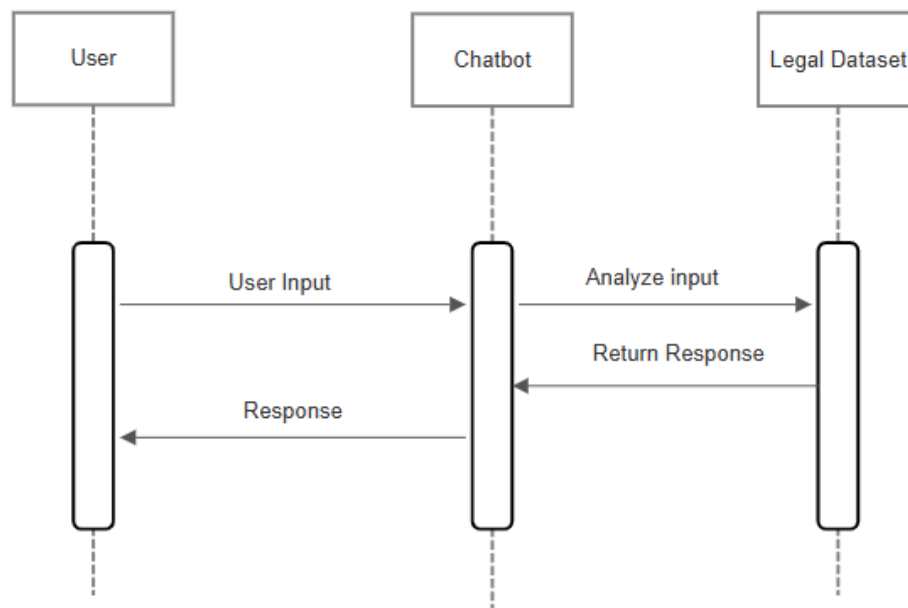 User
Chatbot
Legal Dataset
User Input
Analyze input
Return Response
Response